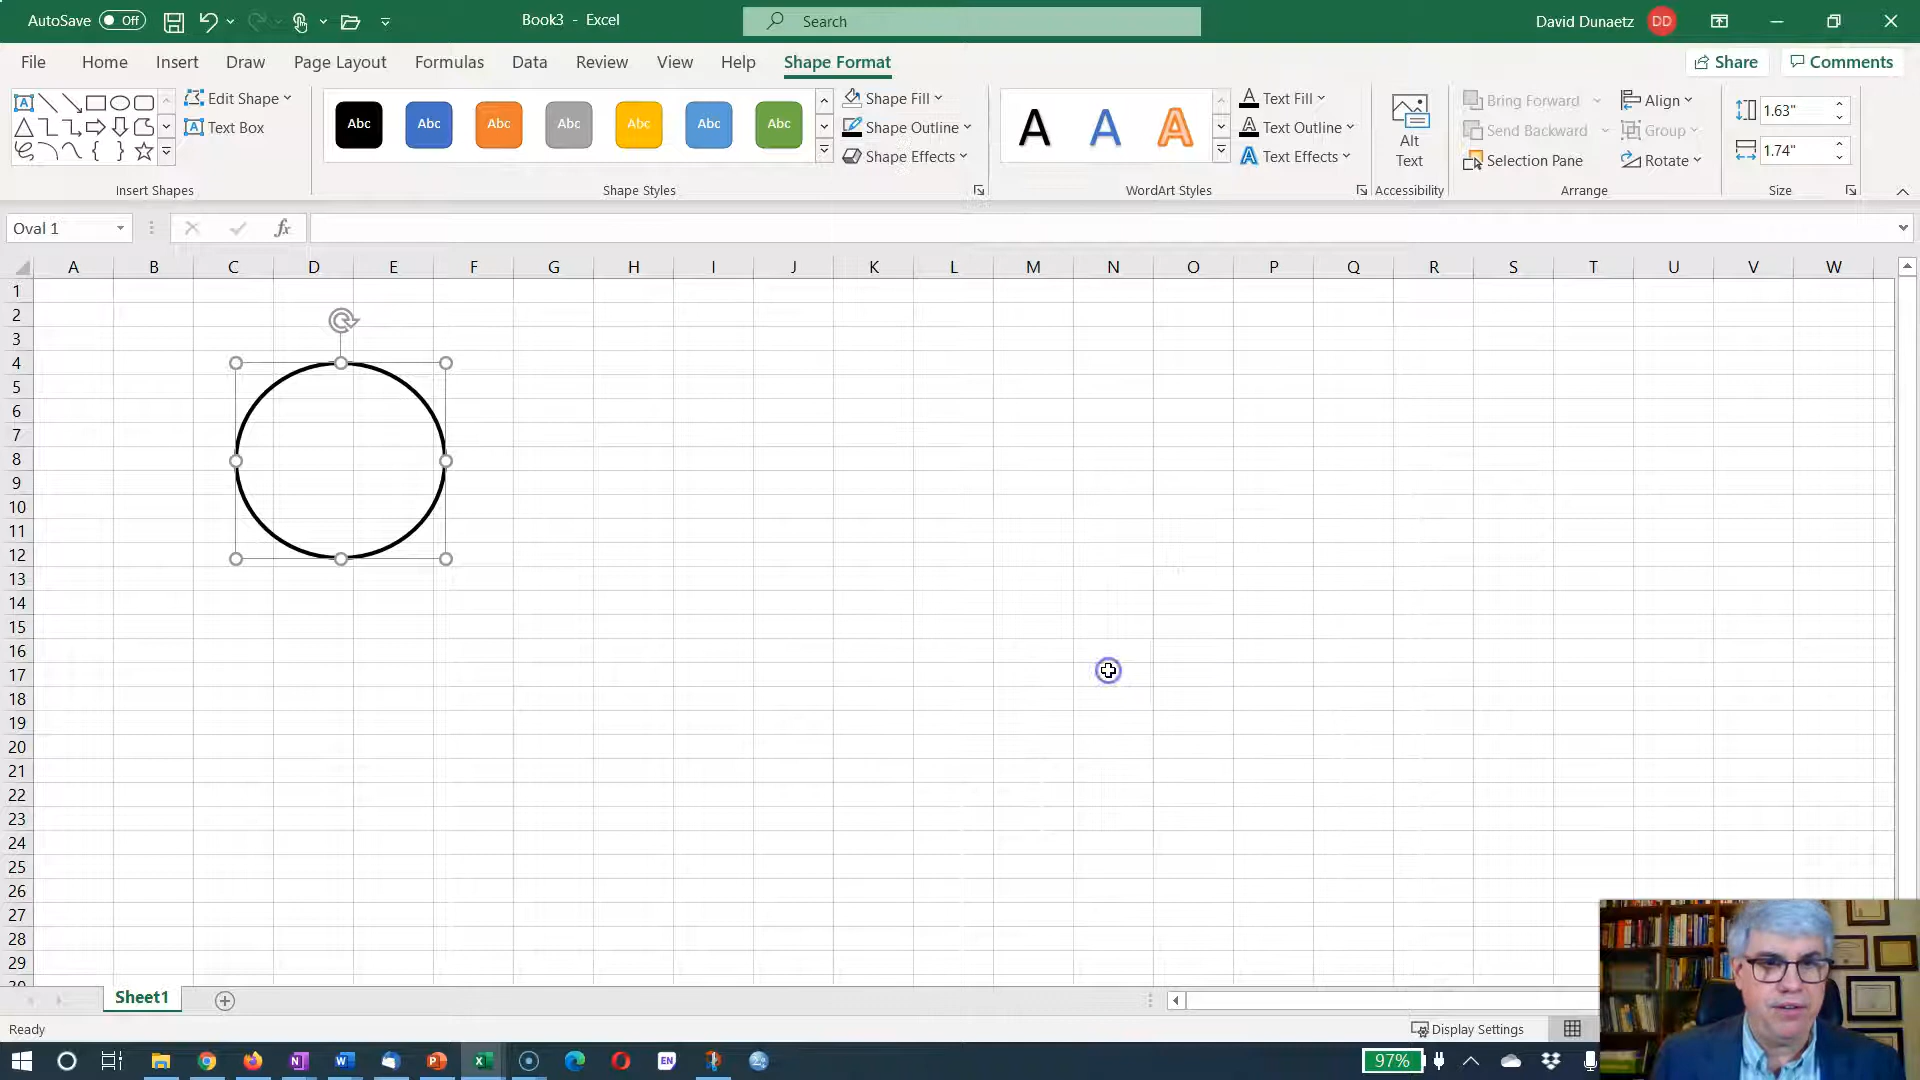 AutoSave Off Book3 - Excel Search David Dunaetz DD
File Home Insert Draw Page Layout Formulas Data Review View Help Shape Format Share Comments
Edit Shape Abc Abc Abc Abc Abc Abc Abc Shape Fill A A A Text Fill Bring Forward Align 1.63"
Text Box Shape Outline Text Outline Alt Text Send Backward Group
Shape Effects Text Effects Selection Pane Rotate 1.74"
Insert Shapes Shape Styles WordArt Styles Accessibility Arrange Size
Oval 1 fx
A B C D E F G H I J K L M N O P Q R S T U V W
1
2
3
4
5
6
7
8
9
10
11
12
13
14
15
16
17
18
19
20
21
22
23
24
25
26
27
28
29
Sheet1
Ready Display Settings
EN 97%